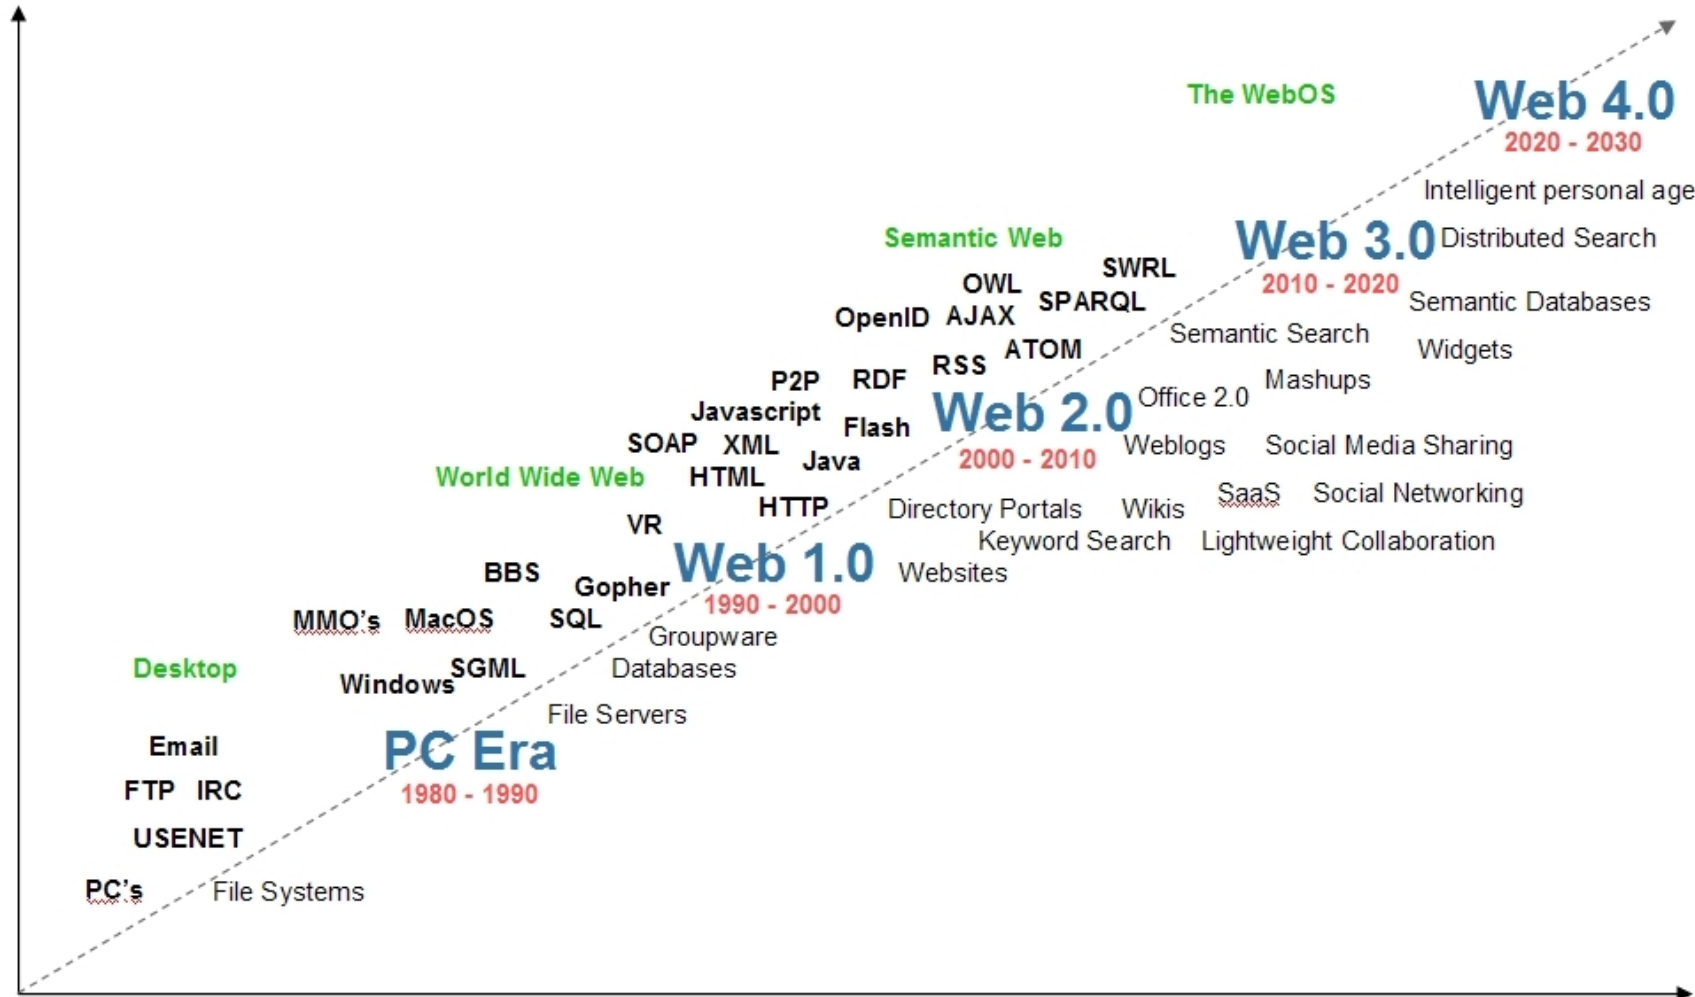 The WebOS
Web 4.0
2020 - 2030
Intelligent personal age
Semantic Web
Web 3.0
Distributed Search
2010 - 2020
SWRL
OWL
SPARQL
Semantic Databases
OpenID
AJAX
Semantic Search
ATOM
Widgets
RSS
P2P
RDF
Mashups
Office 2.0
Javascript
Web 2.0
Flash
SOAP
XML
Weblogs
Social Media Sharing
Java
2000 - 2010
World Wide Web
HTML
SaaS
Social Networking
HTTP
Directory Portals
Wikis
VR
Keyword Search
Lightweight Collaboration
Web 1.0
BBS
Websites
Gopher
1990 - 2000
MMO's
MacOS
SQL
Groupware
Desktop
SGML
Databases
Windows
File Servers
Email
PC Era
FTP
IRC
1980 - 1990
USENET
PC's
File Systems